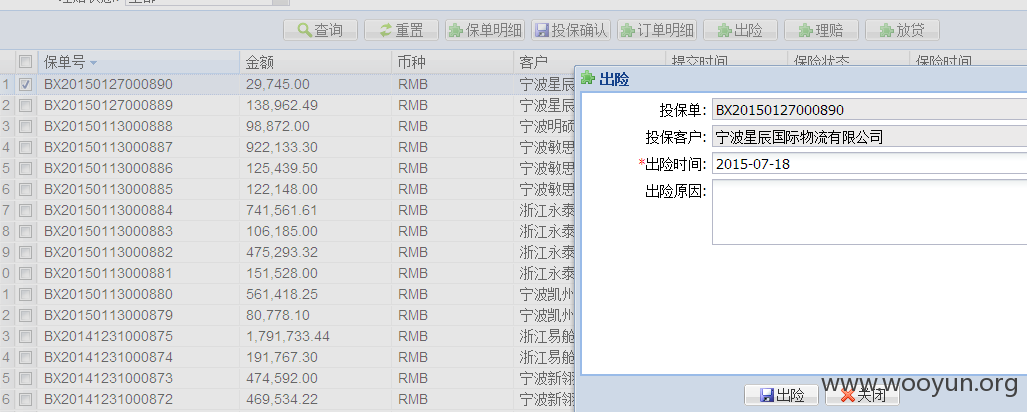 查询 重置 保单明细 投保确认 订单明细 出险 理赔 放贷
保单号 金额 币种 客户 提交时间 保险状态 保险时间
1 BX20150127000890 29,745.00 RMB 宁波星辰
2 BX20150127000889 138,962.49 RMB 宁波星辰
3 BX20150113000888 98,872.00 RMB 宁波明硕
4 BX20150113000887 922,133.30 RMB 宁波敏思
5 BX20150113000886 125,439.50 RMB 宁波敏思
6 BX20150113000885 122,148.00 RMB 宁波敏思
7 BX20150113000884 741,561.61 RMB 浙江永泰
8 BX20150113000883 106,185.00 RMB 浙江永泰
9 BX20150113000882 475,293.32 RMB 浙江永泰
0 BX20150113000881 151,528.00 RMB 浙江永泰
1 BX20150113000880 561,418.25 RMB 宁波凯州
2 BX20150113000879 80,778.10 RMB 宁波凯州
3 BX20141231000875 1,791,733.44 RMB 浙江易舱
4 BX20141231000874 191,767.30 RMB 浙江易舱
5 BX20141231000873 474,592.00 RMB 宁波新翎
6 BX20141231000872 469,534.22 RMB 宁波新翎
出险
投保单: BX20150127000890
投保客户: 宁波星辰国际物流有限公司
*出险时间: 2015-07-18
出险原因:
出险 关闭
www.wooyun.org